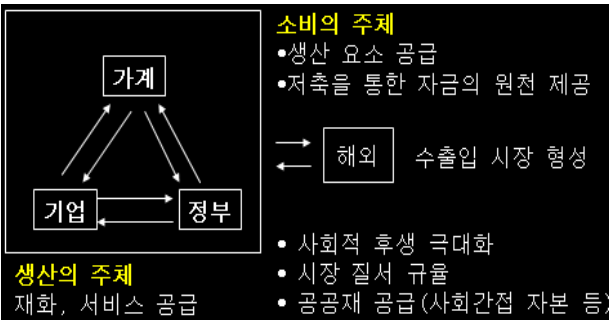 소비의 주체
•생산 요소 공급
•저축을 통한 자금의 원천 제공
가계
해외 수출입 시장 형성
기업 정부
• 사회적 후생 극대화
생산의 주체
• 시장 질서 규율
재화, 서비스 공급
• 공공재 공급(사회간접 자본 등)